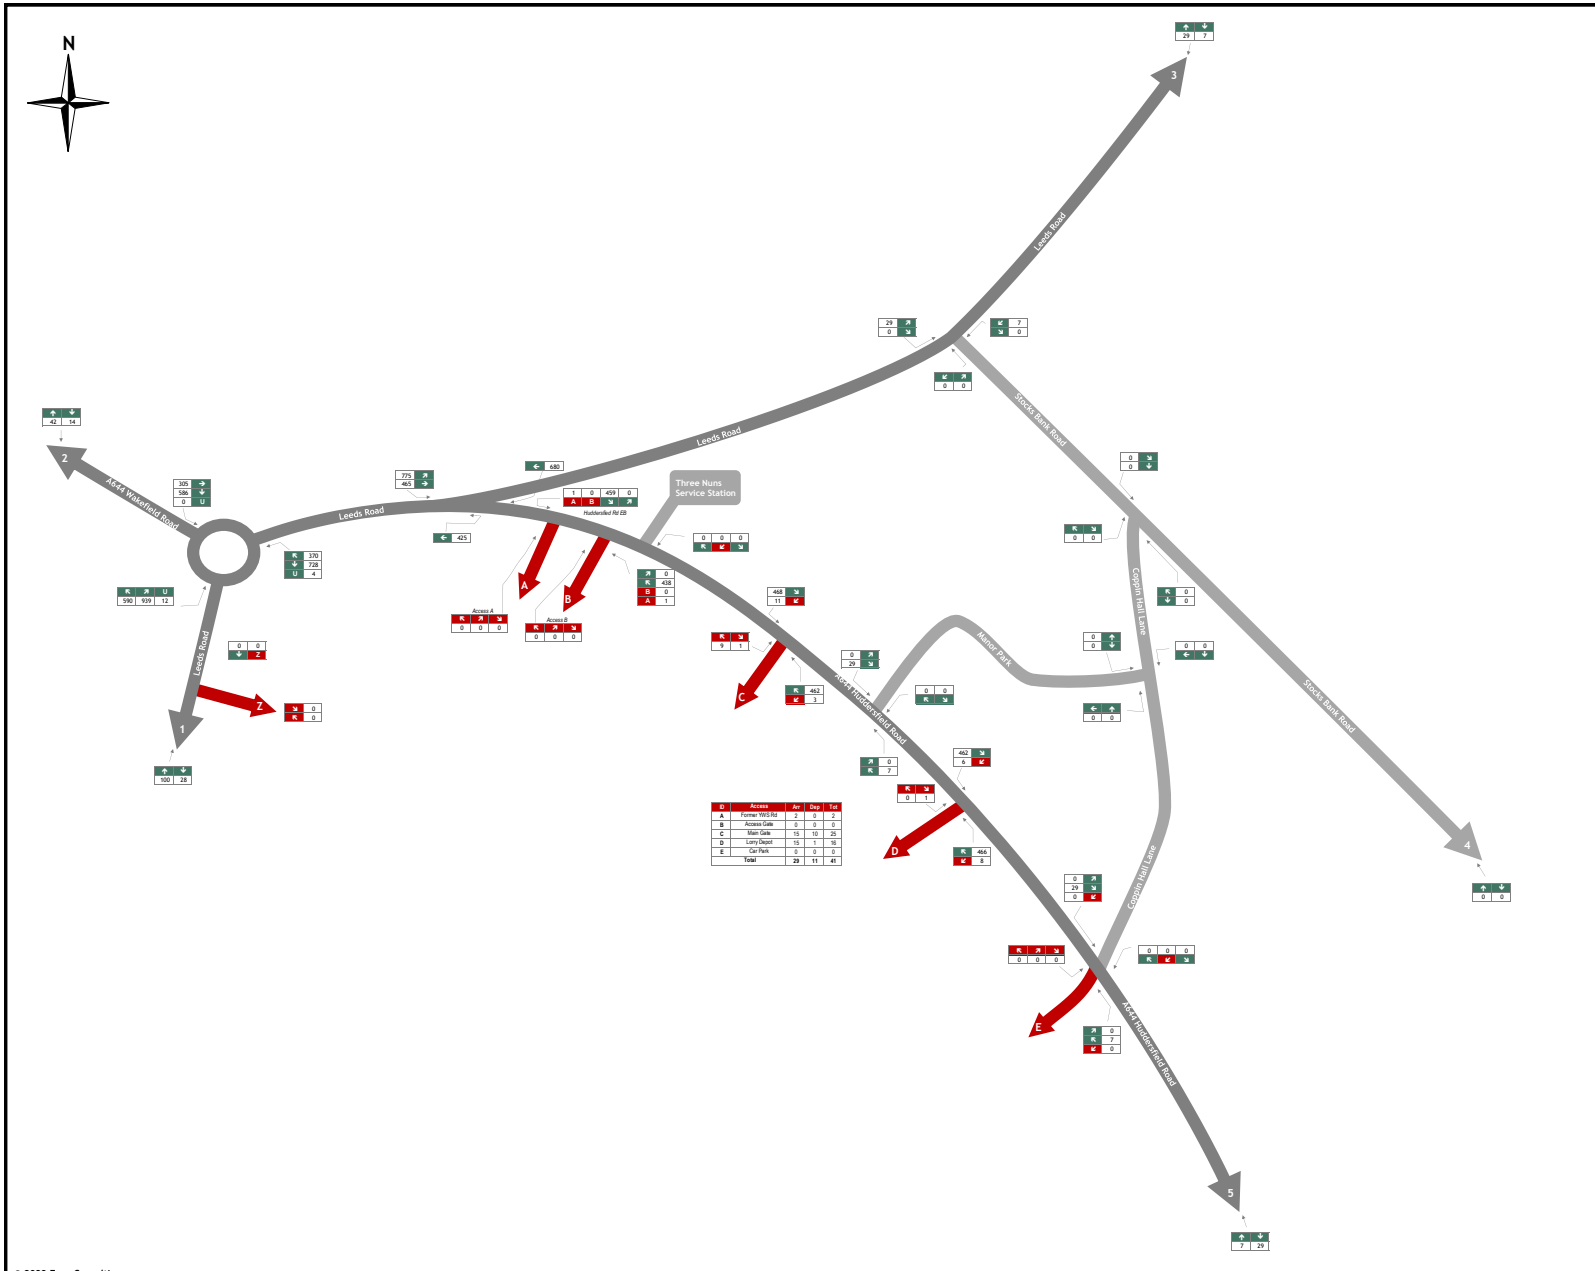 N
↑ ↓
29 7
3
Leeds Road
29 ↗
0 ↘
↙ 7
↘ 0
↙ ↗
0 0
Stocks Bank Road
↑ ↓
42 14
2
A644 Wakefield Road
305 →
586 ↓
0 U
Leeds Road
775 ↗
465 →
← 680
Leeds Road
1 0 459 0
A B ↘ ↗
Huddersfied Rd EB
Three Nuns
Service Station
0 ↘
0 ↓
← 425
↖ 370
↓ 728
U 4
0 0 0
↖ ↙ ↘
↖ ↘
0 0
↖ ↗ U
590 939 12
A
B
↗ 0
↖ 438
B 0
A 1
468 ↘
11 ↙
Coppin Hall Lane
↖ 0
↓ 0
Access A
↖ ↗ ↘
0 0 0
Access B
↖ ↗ ↘
0 0 0
Leeds Road
0 0
↓ Z
↖ ↘
9 1
0 ↗
29 ↘
Manor Park
0 ↑
0 ↓
0 0
← ↓
Z
↘ 0
↖ 0
C
↖ 462
↙ 3
A644 Huddersfield Road
0 0
↖ ↘
← ↑
0 0
Stocks Bank Road
1
↑ ↓
100 28
↗ 0
↖ 7
462 ↘
6 ↙
↖ ↘
0 1
ID Access Arr Dep Tot
A Former YWS Rd 2 0 2
B Access Gate 0 0 0
C Main Gate 15 10 25
D Lorry Depot 15 1 16
E Car Park 0 0 0
Total 29 11 41
D
↖ 466
↙ 8
4
↑ ↓
0 0
0 ↗
29 ↘
0 ↙
Coppin Hall Lane
↖ ↗ ↘
0 0 0
0 0 0
↖ ↙ ↘
E
↗ 0
↖ 7
↙ 0
A644 Huddersfield Road
5
↑ ↓
7 29